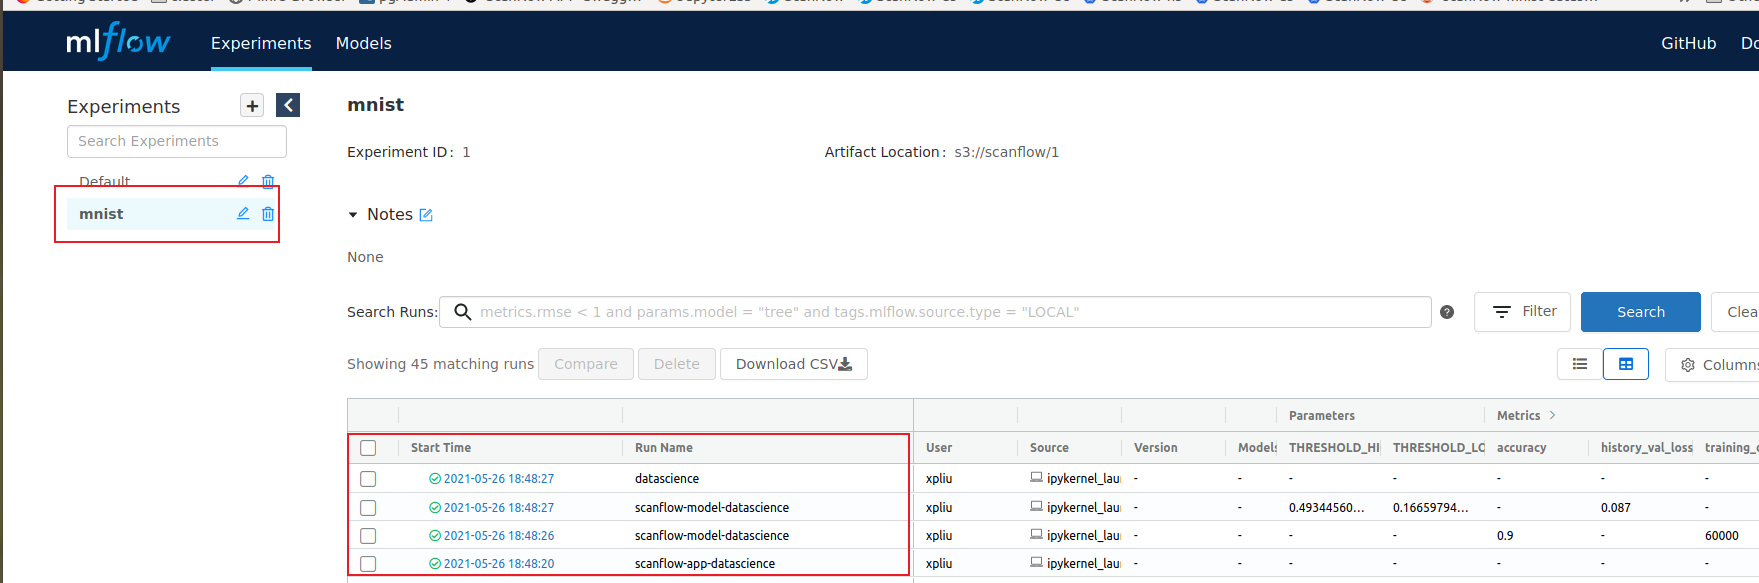 mlflow Experiments Models GitHub
Experiments
Search Experiments
Default
mnist
mnist
Experiment ID: 1 Artifact Location: s3://scanflow/1
Notes
None
Search Runs: metrics.rmse < 1 and params.model = "tree" and tags.mlflow.source.type = "LOCAL" Filter Search Clea
Showing 45 matching runs Compare Delete Download CSV Columns
Parameters Metrics >
Start Time Run Name User Source Version Models THRESHOLD_HI THRESHOLD_LO accuracy history_val_loss training_
2021-05-26 18:48:27 datascience xpliu ipykernel_lau - - - - - - -
2021-05-26 18:48:27 scanflow-model-datascience xpliu ipykernel_lau - - 0.49344560... 0.16659794... - 0.087 -
2021-05-26 18:48:26 scanflow-model-datascience xpliu ipykernel_lau - - - - 0.9 - 60000
2021-05-26 18:48:20 scanflow-app-datascience xpliu ipykernel_lau - - - - - - -